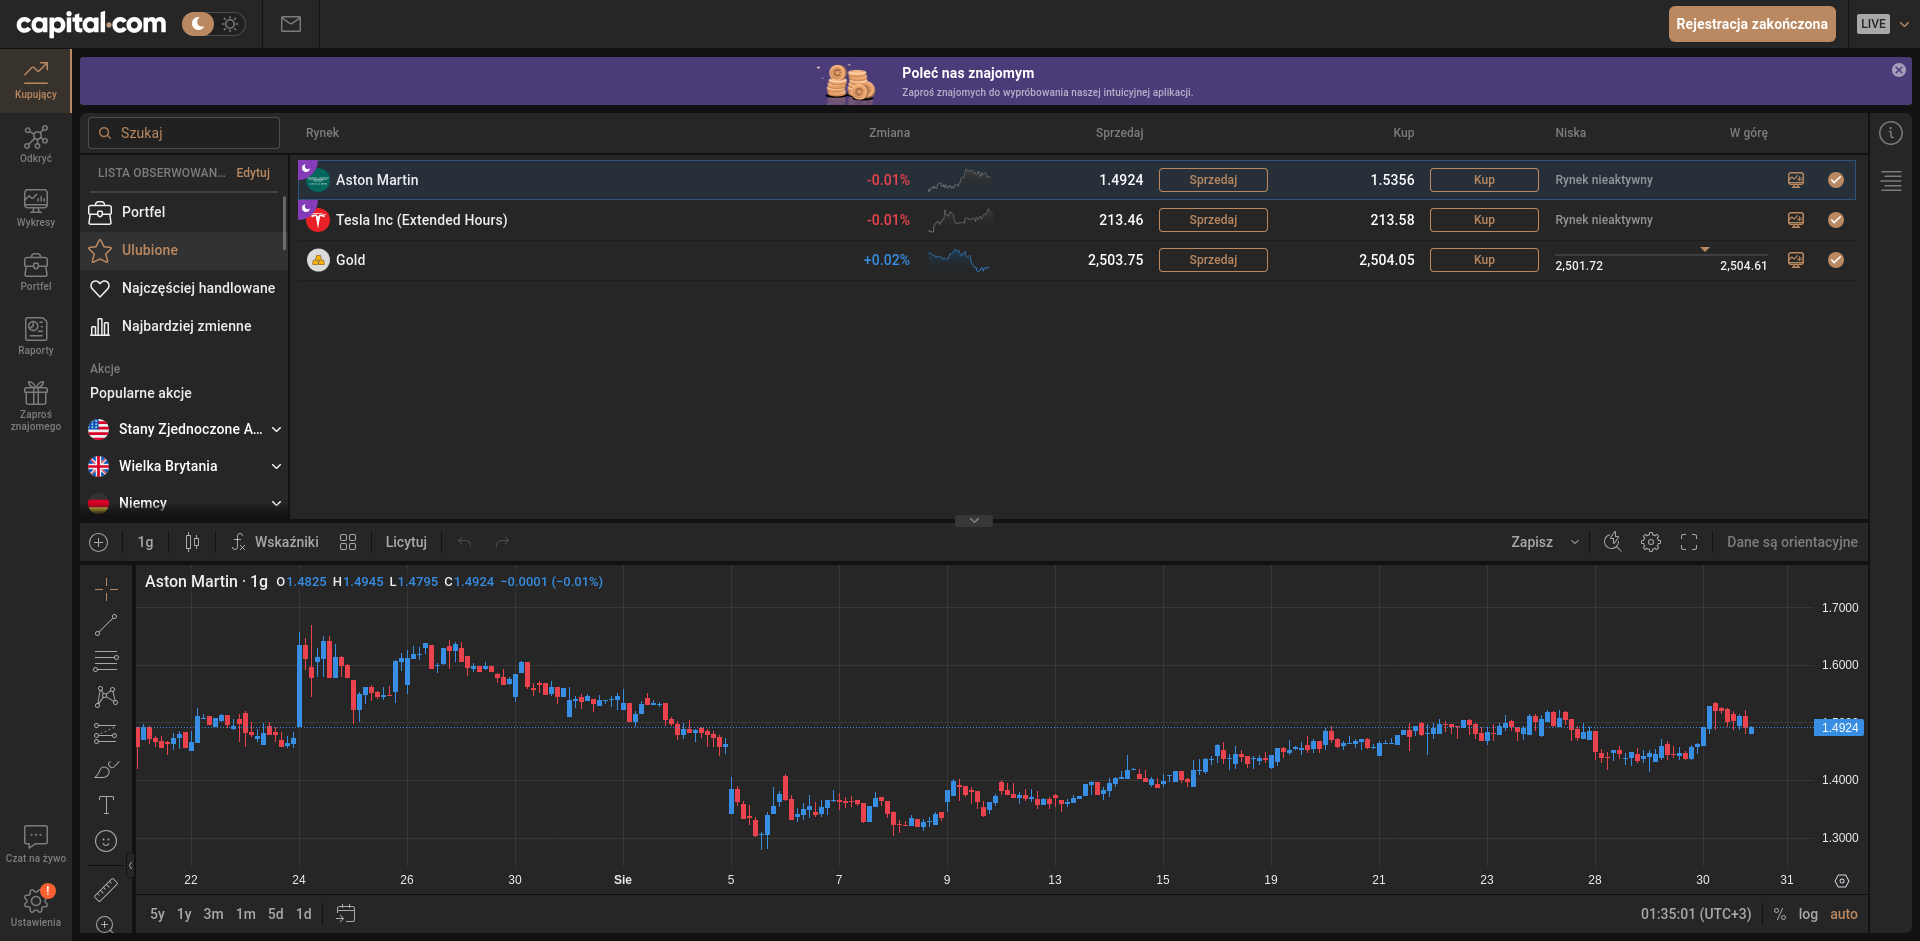 capital.com
Rejestracja zakończona
LIVE
Poleć nas znajomym
Zaproś znajomych do wypróbowania naszej intuicyjnej aplikacji.
Kupujący
Odkryć
Wykresy
Portfel
Raporty
Zaproś
znajomego
Czat na żywo
Ustawienia
Szukaj
LISTA OBSERWOWAN... Edytuj
Portfel
Ulubione
Najczęściej handlowane
Najbardziej zmienne
Akcje
Popularne akcje
Stany Zjednoczone A...
Wielka Brytania
Niemcy
Rynek Zmiana Sprzedaj Kup Niska W górę
Aston Martin -0.01% 1.4924 Sprzedaj 1.5356 Kup Rynek nieaktywny
Tesla Inc (Extended Hours) -0.01% 213.46 Sprzedaj 213.58 Kup Rynek nieaktywny
Gold +0.02% 2,503.75 Sprzedaj 2,504.05 Kup 2,501.72 2,504.61
1g Wskaźniki Licytuj Zapisz Dane są orientacyjne
Aston Martin · 1g O1.4825 H1.4945 L1.4795 C1.4924 −0.0001 (−0.01%)
1.7000
1.6000
1.4924
1.4000
1.3000
22 24 26 30 Sie 5 7 9 13 15 19 21 23 28 30 31
5y 1y 3m 1m 5d 1d 01:35:01 (UTC+3) % log auto